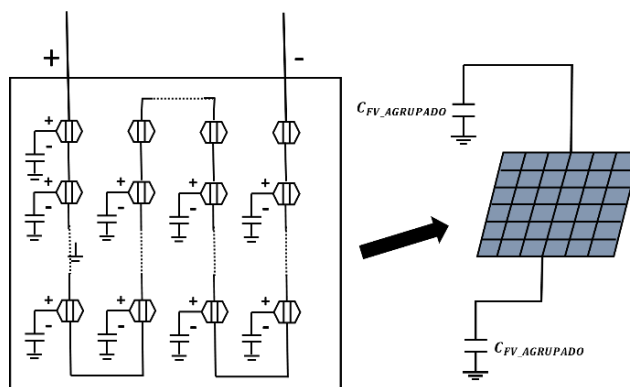 + -
C_FV_AGRUPADO
+
-
+ + + +
- - - -
+ + + +
- - - -
C_FV_AGRUPADO